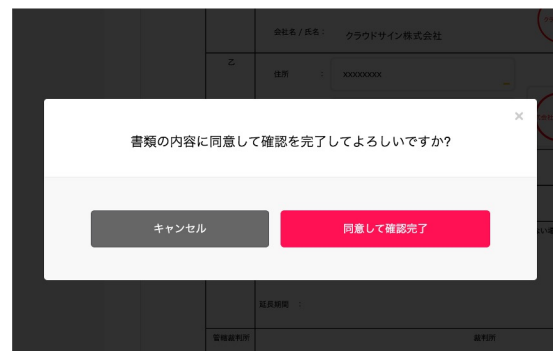 会社名 / 氏名 : クラウドサイン株式会社
乙
住所 : xxxxxxxx
×
書類の内容に同意して確認を完了してよろしいですか?
キャンセル
同意して確認完了
延長期間 :
管轄裁判所 裁判所